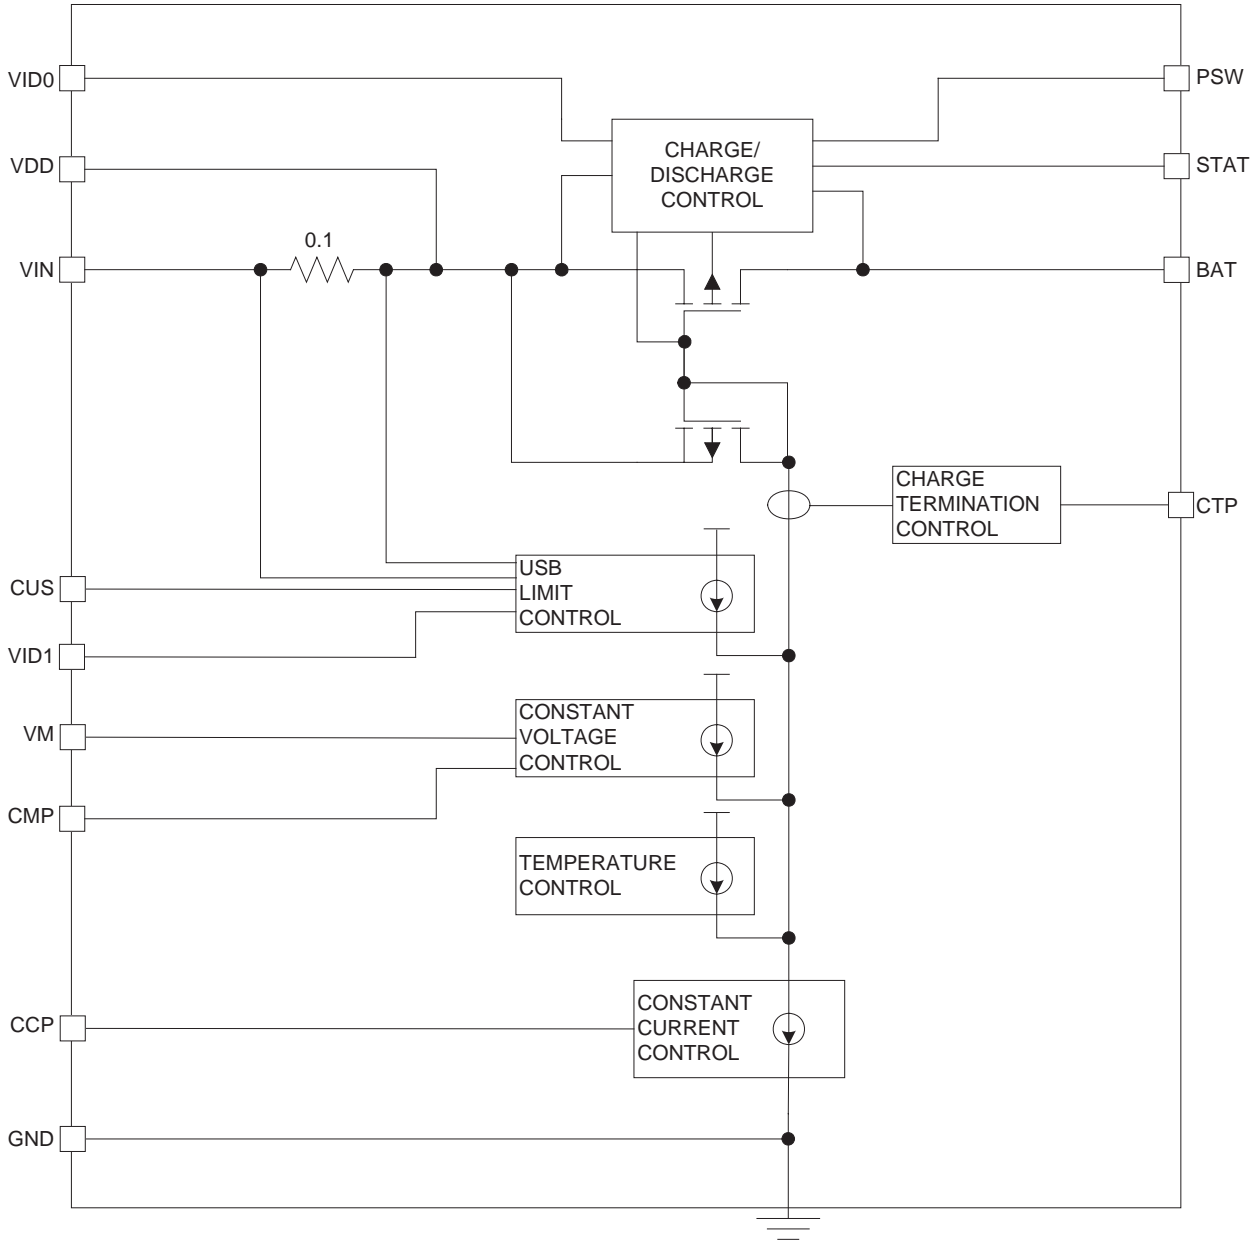 VID0
PSW
CHARGE/
DISCHARGE
CONTROL
VDD
STAT
0.1
VIN
BAT
CHARGE
TERMINATION
CONTROL
CTP
USB
LIMIT
CONTROL
CUS
VID1
CONSTANT
VOLTAGE
CONTROL
VM
CMP
TEMPERATURE
CONTROL
CONSTANT
CURRENT
CONTROL
CCP
GND